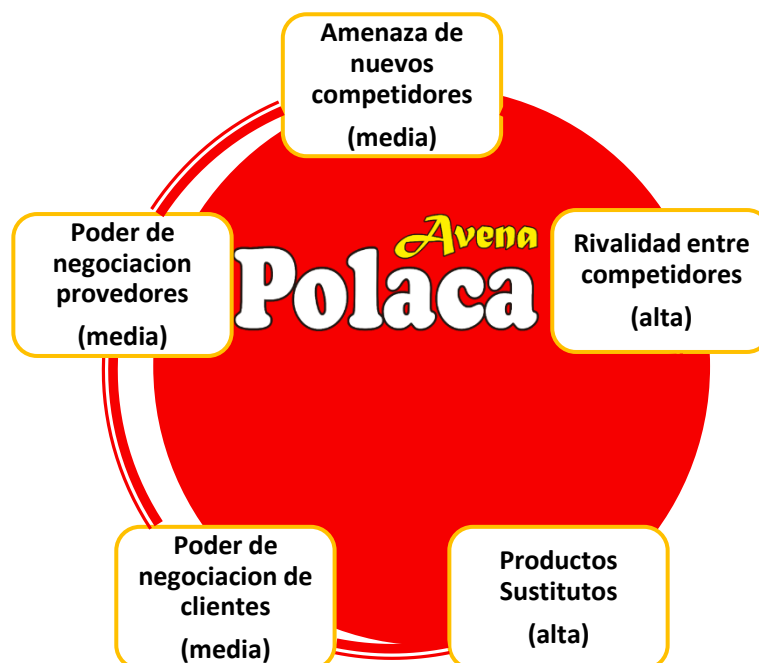 Amenaza de
nuevos
competidores
(media)
Poder de
negociacion
provedores
(media)
Avena
Polaca
Rivalidad entre
competidores
(alta)
Poder de
negociacion de
clientes
(media)
Productos
Sustitutos
(alta)